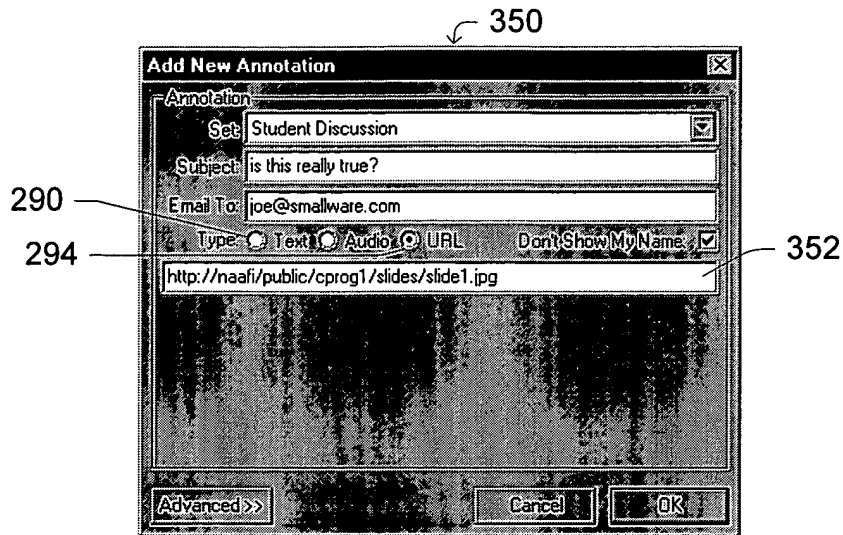 350
Add New Annotation
Annotation
Set: Student Discussion
Subject: is this really true?
Email To: joe@smallware.com
290
Type: Text Audio URL Don't Show My Name:
294
352
http://naafi/public/cprog1/slides/slide1.jpg
Advanced >> Cancel OK